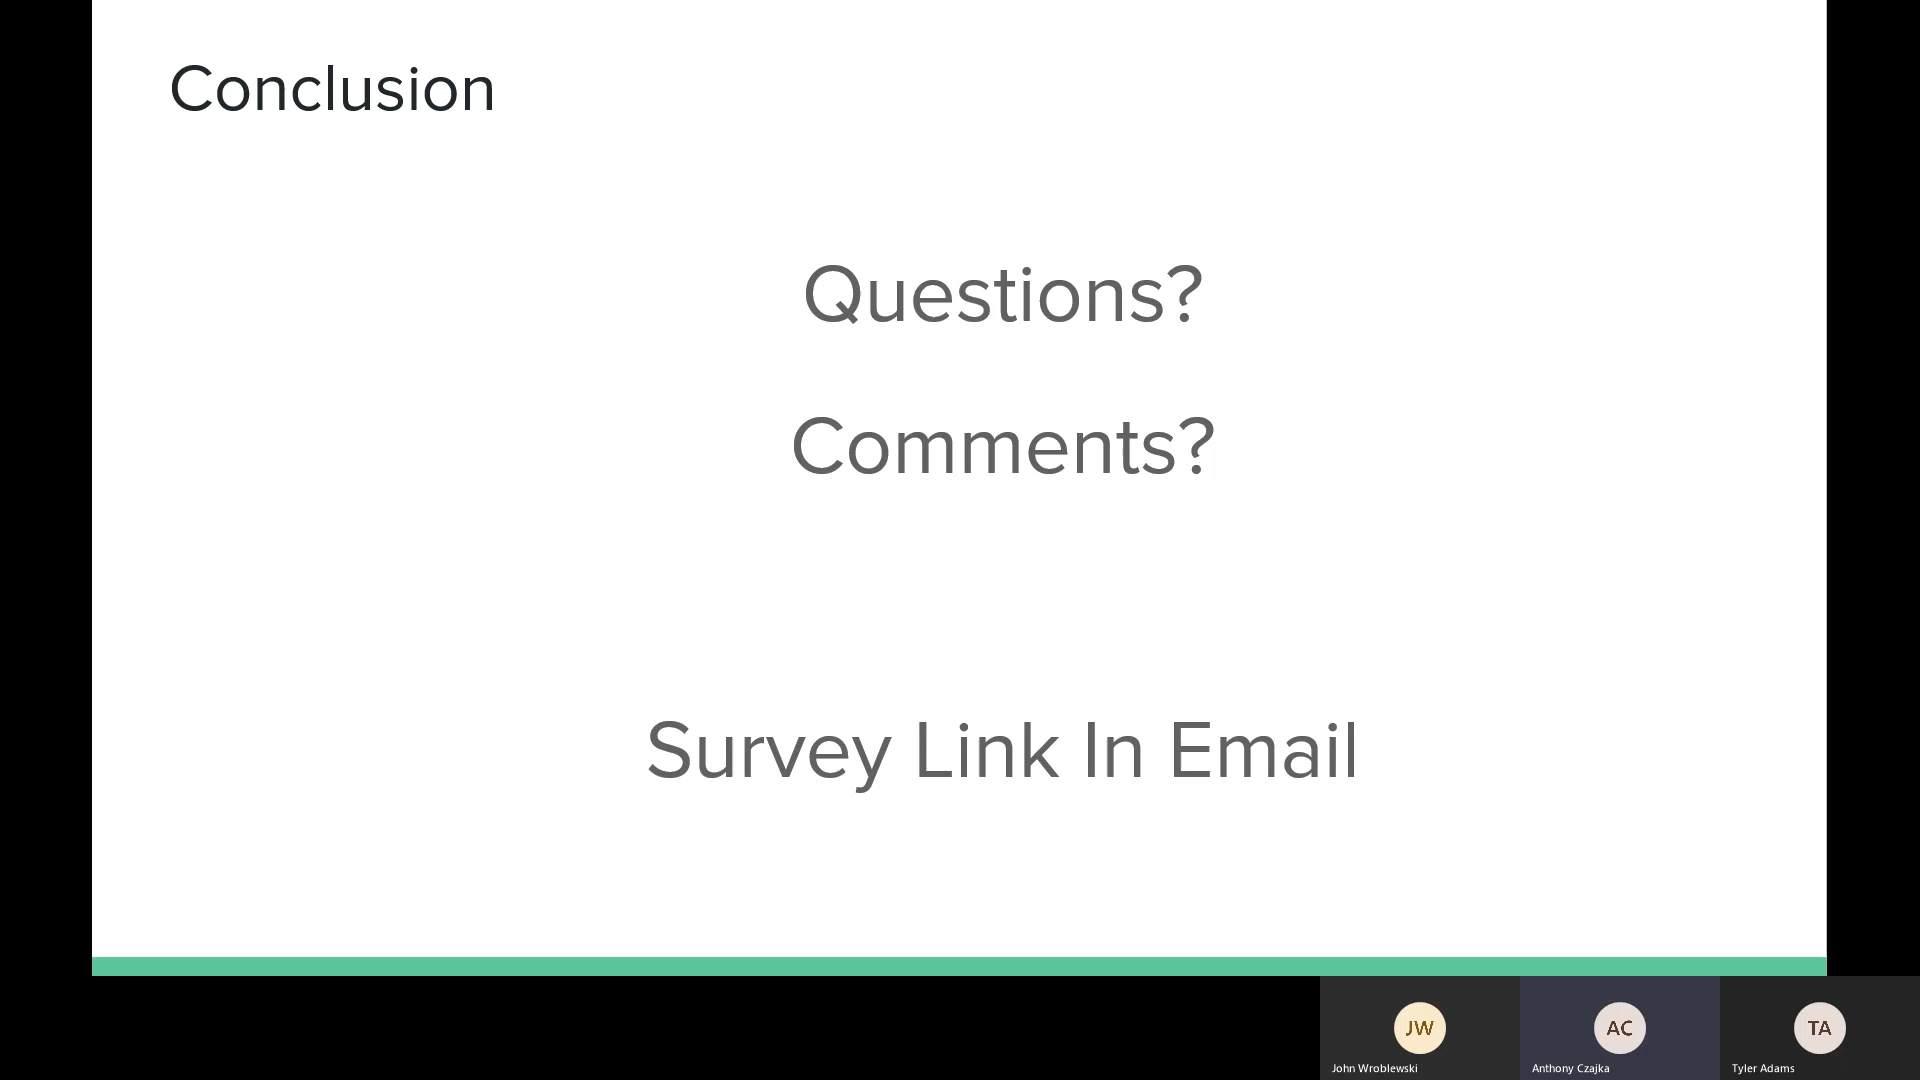 Conclusion
Questions?
Comments?
Survey Link In Email
JW
AC
TA
John Wroblewski
Anthony Czajka
Tyler Adams